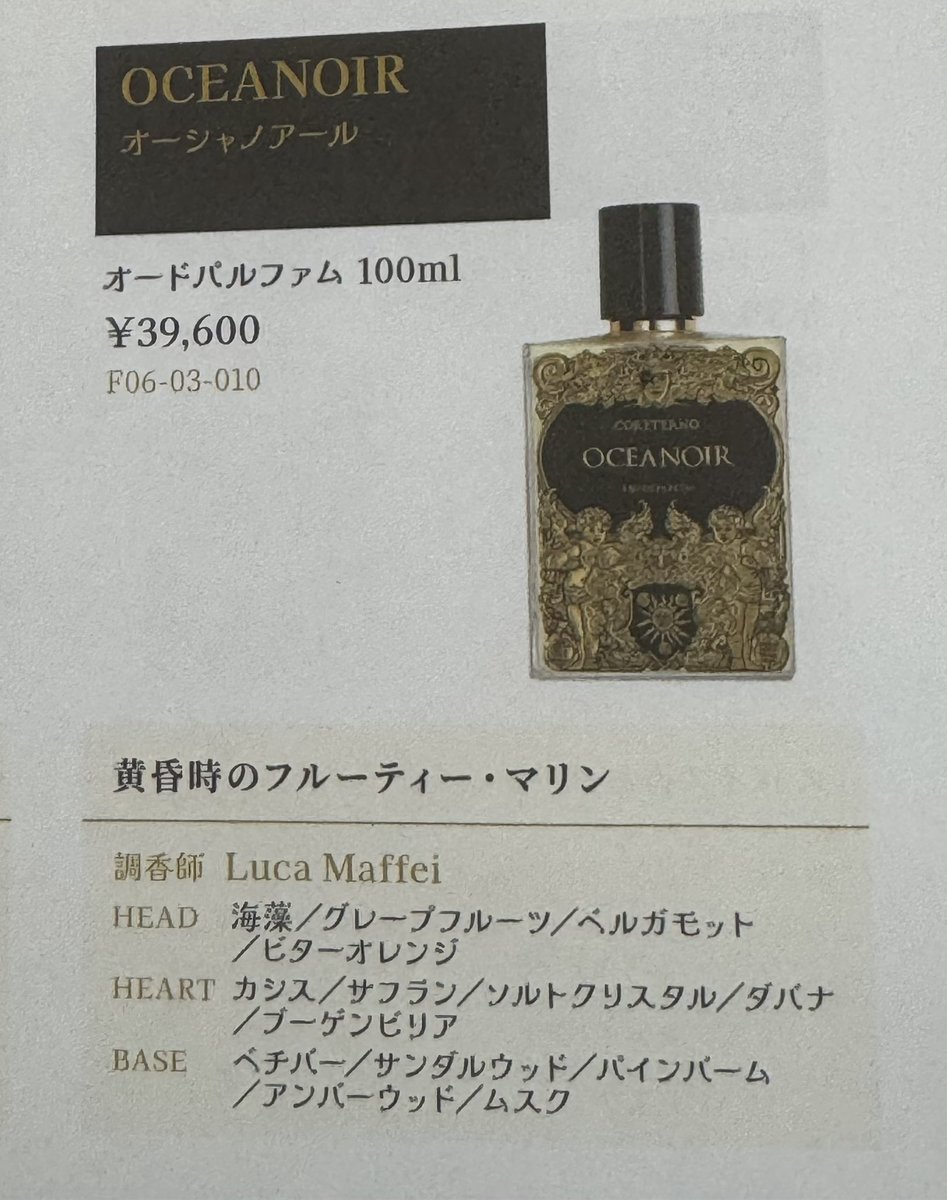 OCEANOIR
オーシャノアール
オードパルファム 100ml
¥39,600
F06-03-010
CORETERNO
OCEANOIR
黄昏時のフルーティー・マリン
調香師 Luca Maffei
HEAD 海藻／グレープフルーツ／ベルガモット
／ビターオレンジ
HEART カシス／サフラン／ソルトクリスタル／ダバナ
／ブーゲンビリア
BASE ベチバー／サンダルウッド／パインバーム
／アンバーウッド／ムスク